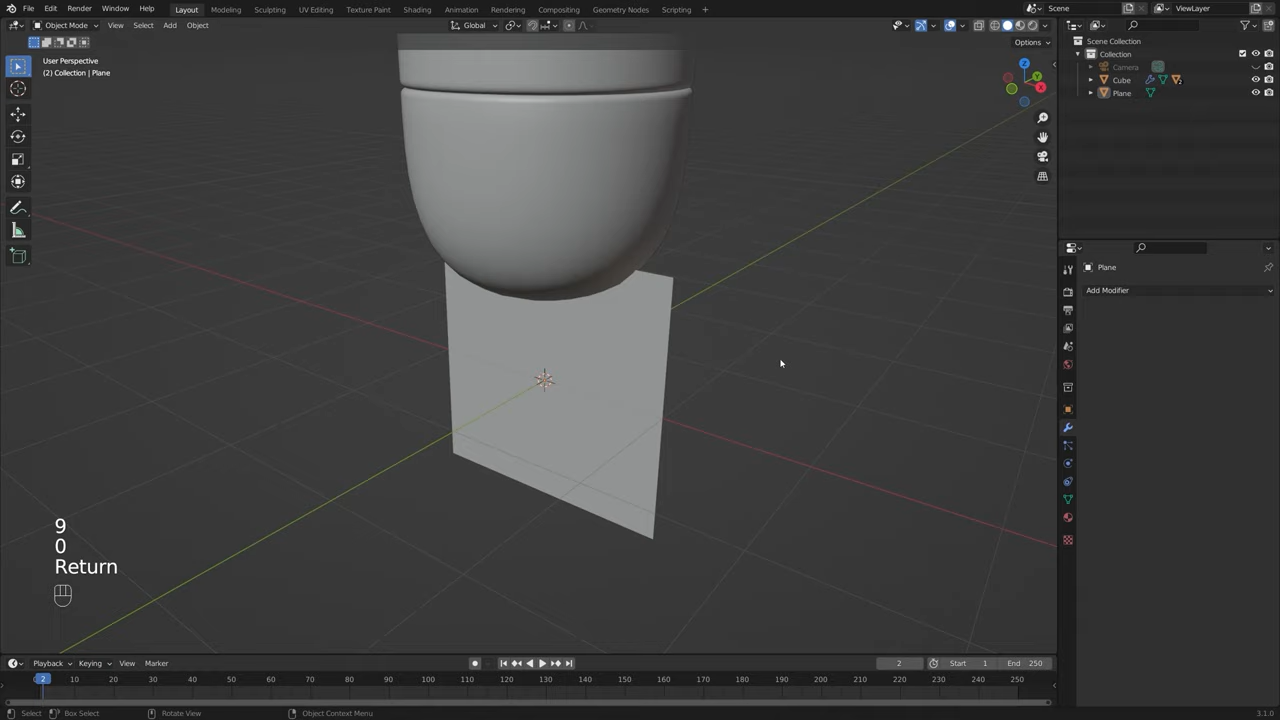 File Edit Render Window Help Layout Modeling Sculpting UV Editing Texture Paint Shading Animation Rendering Compositing Geometry Nodes Scripting + Scene ViewLayer
Object Mode View Select Add Object Global
Options
User Perspective
(2) Collection | Plane
Z
Y
X
Scene Collection
Collection
Camera
Cube
Plane
Plane
Add Modifier
9
0
Return
Playback Keying View Marker 2 Start 1 End 250
2 10 20 30 40 50 60 70 80 90 100 110 120 130 140 150 160 170 180 190 200 210 220 230 240 250
Select Box Select Rotate View Object Context Menu 3.1.0